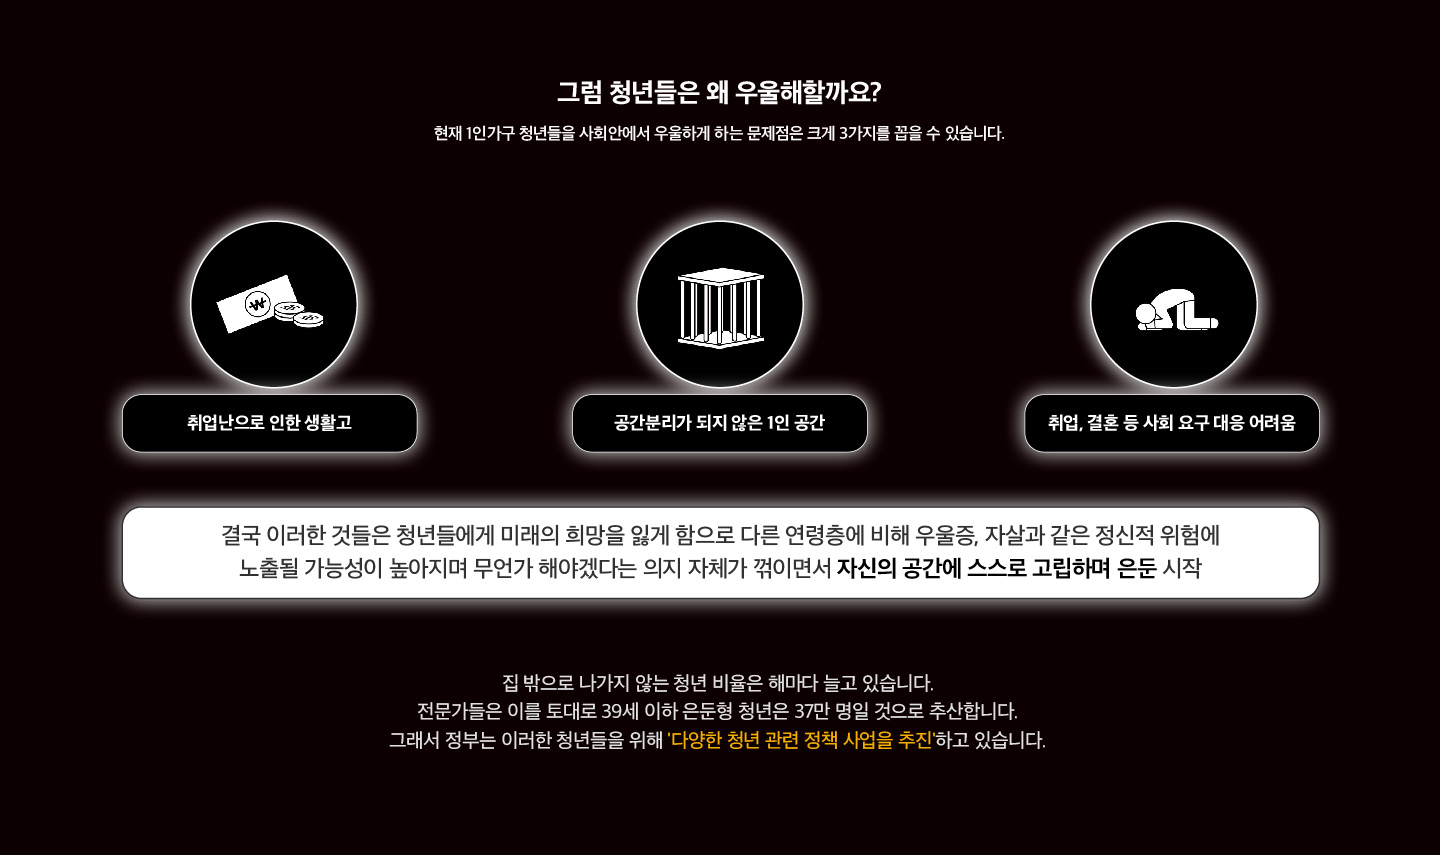 그럼 청년들은 왜 우울해할까요?
현재 1인가구 청년들을 사회안에서 우울하게 하는 문제점은 크게 3가지를 꼽을 수 있습니다.
₩
취업난으로 인한 생활고
공간분리가 되지 않은 1인 공간
취업, 결혼 등 사회 요구 대응 어려움
결국 이러한 것들은 청년들에게 미래의 희망을 잃게 함으로 다른 연령층에 비해 우울증, 자살과 같은 정신적 위험에
노출될 가능성이 높아지며 무언가 해야겠다는 의지 자체가 꺾이면서 자신의 공간에 스스로 고립하며 은둔 시작
집 밖으로 나가지 않는 청년 비율은 해마다 늘고 있습니다.
전문가들은 이를 토대로 39세 이하 은둔형 청년은 37만 명일 것으로 추산합니다.
그래서 정부는 이러한 청년들을 위해 '다양한 청년 관련 정책 사업을 추진'하고 있습니다.